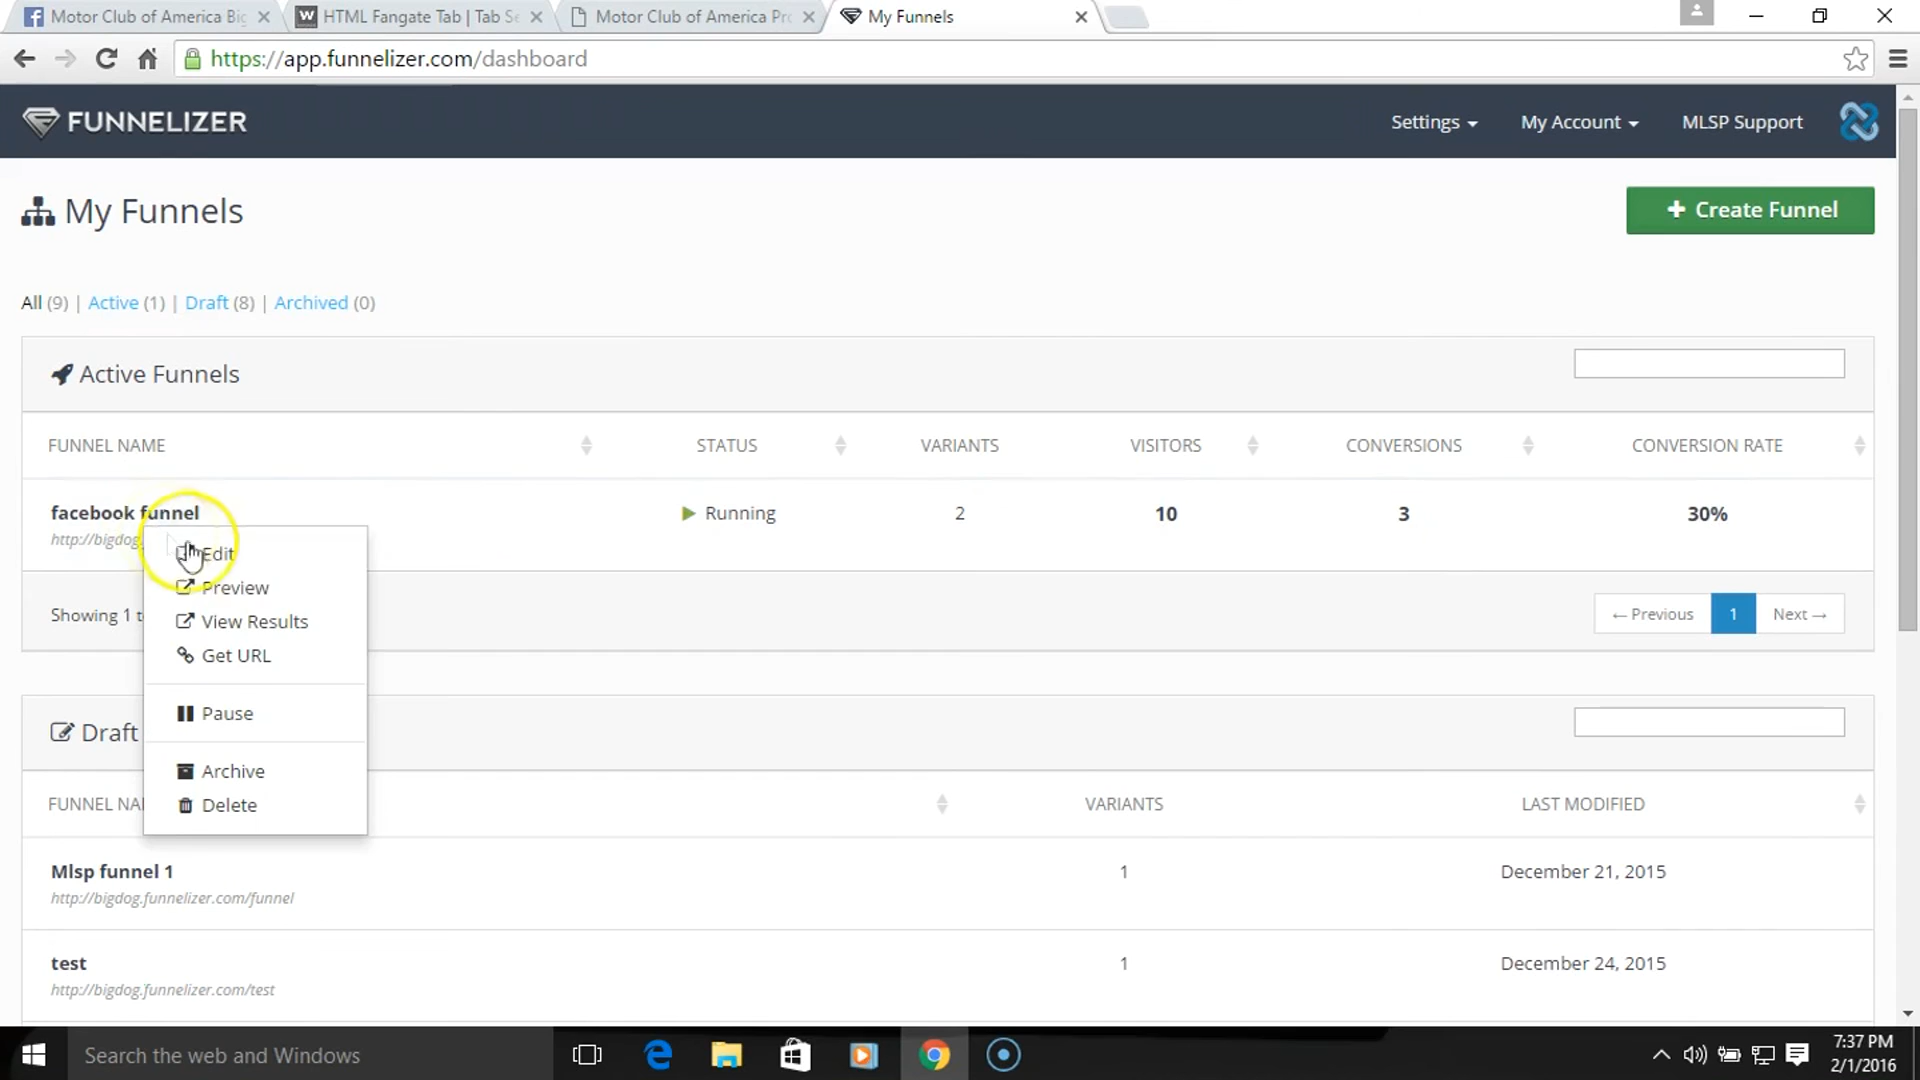 Motor Club of America Big
HTML Fangate Tab | Tab Se
Motor Club of America Pro
My Funnels
https://app.funnelizer.com/dashboard
FUNNELIZER
Settings
My Account
MLSP Support
My Funnels
+ Create Funnel
All (9) | Active (1) | Draft (8) | Archived (0)
Active Funnels
FUNNEL NAME STATUS VARIANTS VISITORS CONVERSIONS CONVERSION RATE
facebook funnel Running 2 10 3 30%
http://bigdog.
Edit
Preview
Showing 1 t
View Results
← Previous 1 Next →
Get URL
Pause
Draft
Archive
Delete
FUNNEL NA VARIANTS LAST MODIFIED
Mlsp funnel 1 1 December 21, 2015
http://bigdog.funnelizer.com/funnel
test 1 December 24, 2015
http://bigdog.funnelizer.com/test
Search the web and Windows
7:37 PM
2/1/2016